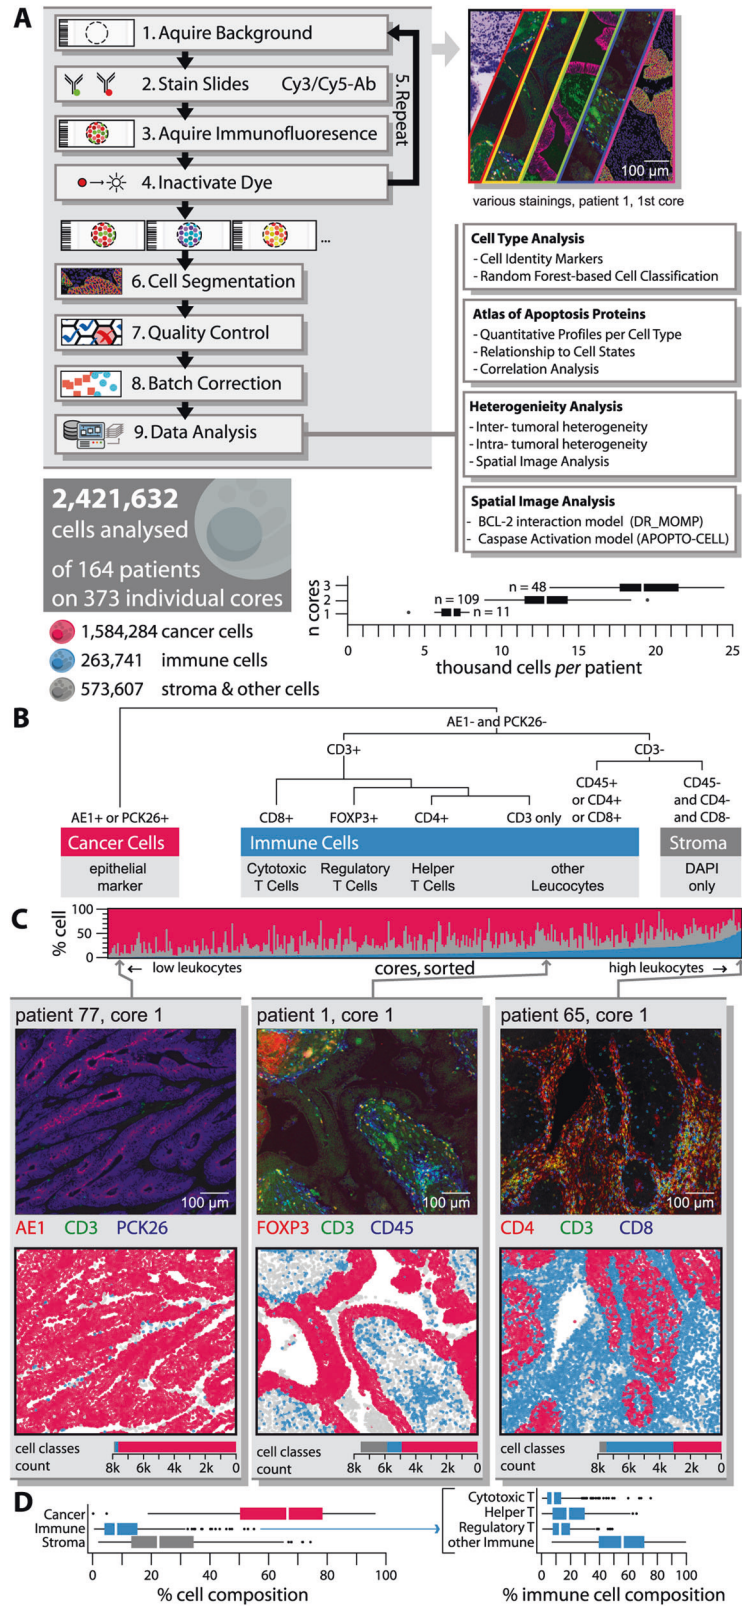 A
1. Aquire Background
2. Stain Slides Cy3/Cy5-Ab
3. Aquire Immunofluoresence
4. Inactivate Dye
5. Repeat
...
6. Cell Segmentation
7. Quality Control
8. Batch Correction
9. Data Analysis
100 µm
various stainings, patient 1, 1st core
Cell Type Analysis
- Cell Identity Markers
- Random Forest-based Cell Classification
Atlas of Apoptosis Proteins
- Quantitative Profiles per Cell Type
- Relationship to Cell States
- Correlation Analysis
Heterogenieity Analysis
- Inter- tumoral heterogeneity
- Intra- tumoral heterogeneity
- Spatial Image Analysis
Spatial Image Analysis
- BCL-2 interaction model (DR_MOMP)
- Caspase Activation model (APOPTO-CELL)
2,421,632
cells analysed
of 164 patients
on 373 individual cores
1,584,284 cancer cells
263,741 immune cells
573,607 stroma & other cells
n cores
3
2
1
n = 48
n = 109
n = 11
0 5 10 15 20 25
thousand cells per patient
B
AE1- and PCK26-
CD3+ CD3-
AE1+ or PCK26+
CD8+ FOXP3+ CD4+ CD3 only
CD45+
or CD4+
or CD8+
CD45-
and CD4-
and CD8-
Cancer Cells Immune Cells Stroma
epithelial
marker
Cytotoxic
T Cells
Regulatory
T Cells
Helper
T Cells
other
Leucocytes
DAPI
only
C
% cell
100
50
0
← low leukocytes cores, sorted high leukocytes →
patient 77, core 1 patient 1, core 1 patient 65, core 1
100 µm 100 µm 100 µm
AE1 CD3 PCK26 FOXP3 CD3 CD45 CD4 CD3 CD8
cell classes
count
8k 6k 4k 2k 0
cell classes
count
8k 6k 4k 2k 0
cell classes
count
8k 6k 4k 2k 0
D
Cancer
Immune
Stroma
0 20 40 60 80 100
% cell composition
Cytotoxic T
Helper T
Regulatory T
other Immune
0 20 40 60 80 100
% immune cell composition